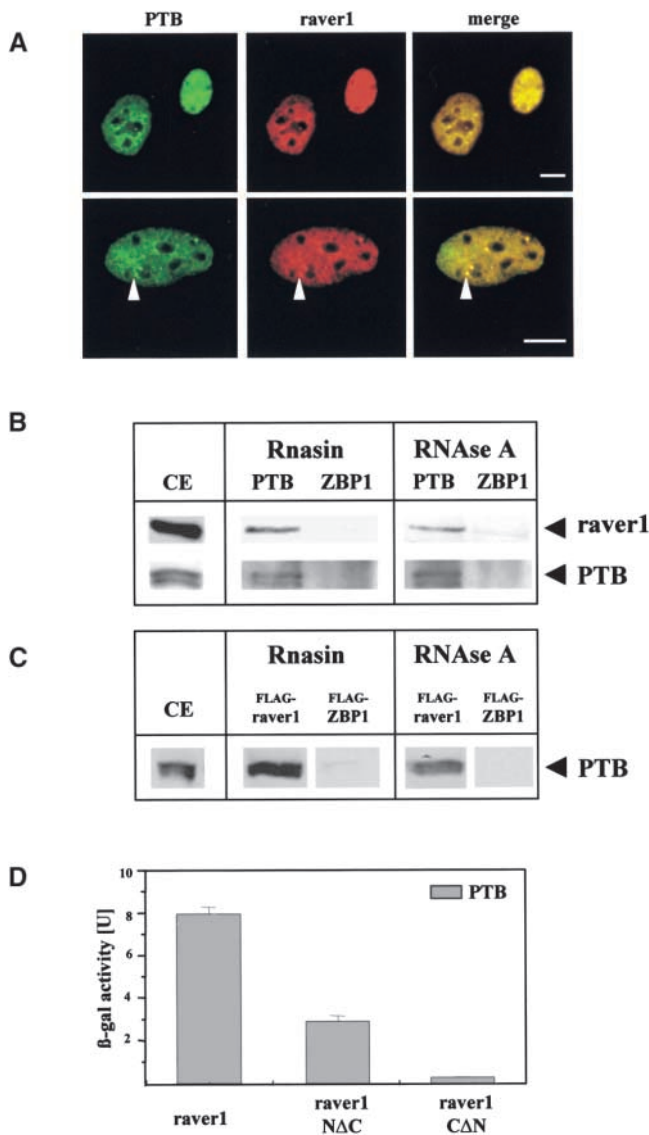 PTB raver1 merge
A
B
Rnasin RNAse A
CE PTB ZBP1 PTB ZBP1
raver1
PTB
C
Rnasin RNAse A
CE FLAG-raver1 FLAG-ZBP1 FLAG-raver1 FLAG-ZBP1
PTB
D
10
8
6
4
2
ß-gal activity [U]
PTB
raver1 raver1 raver1
NΔC CΔN